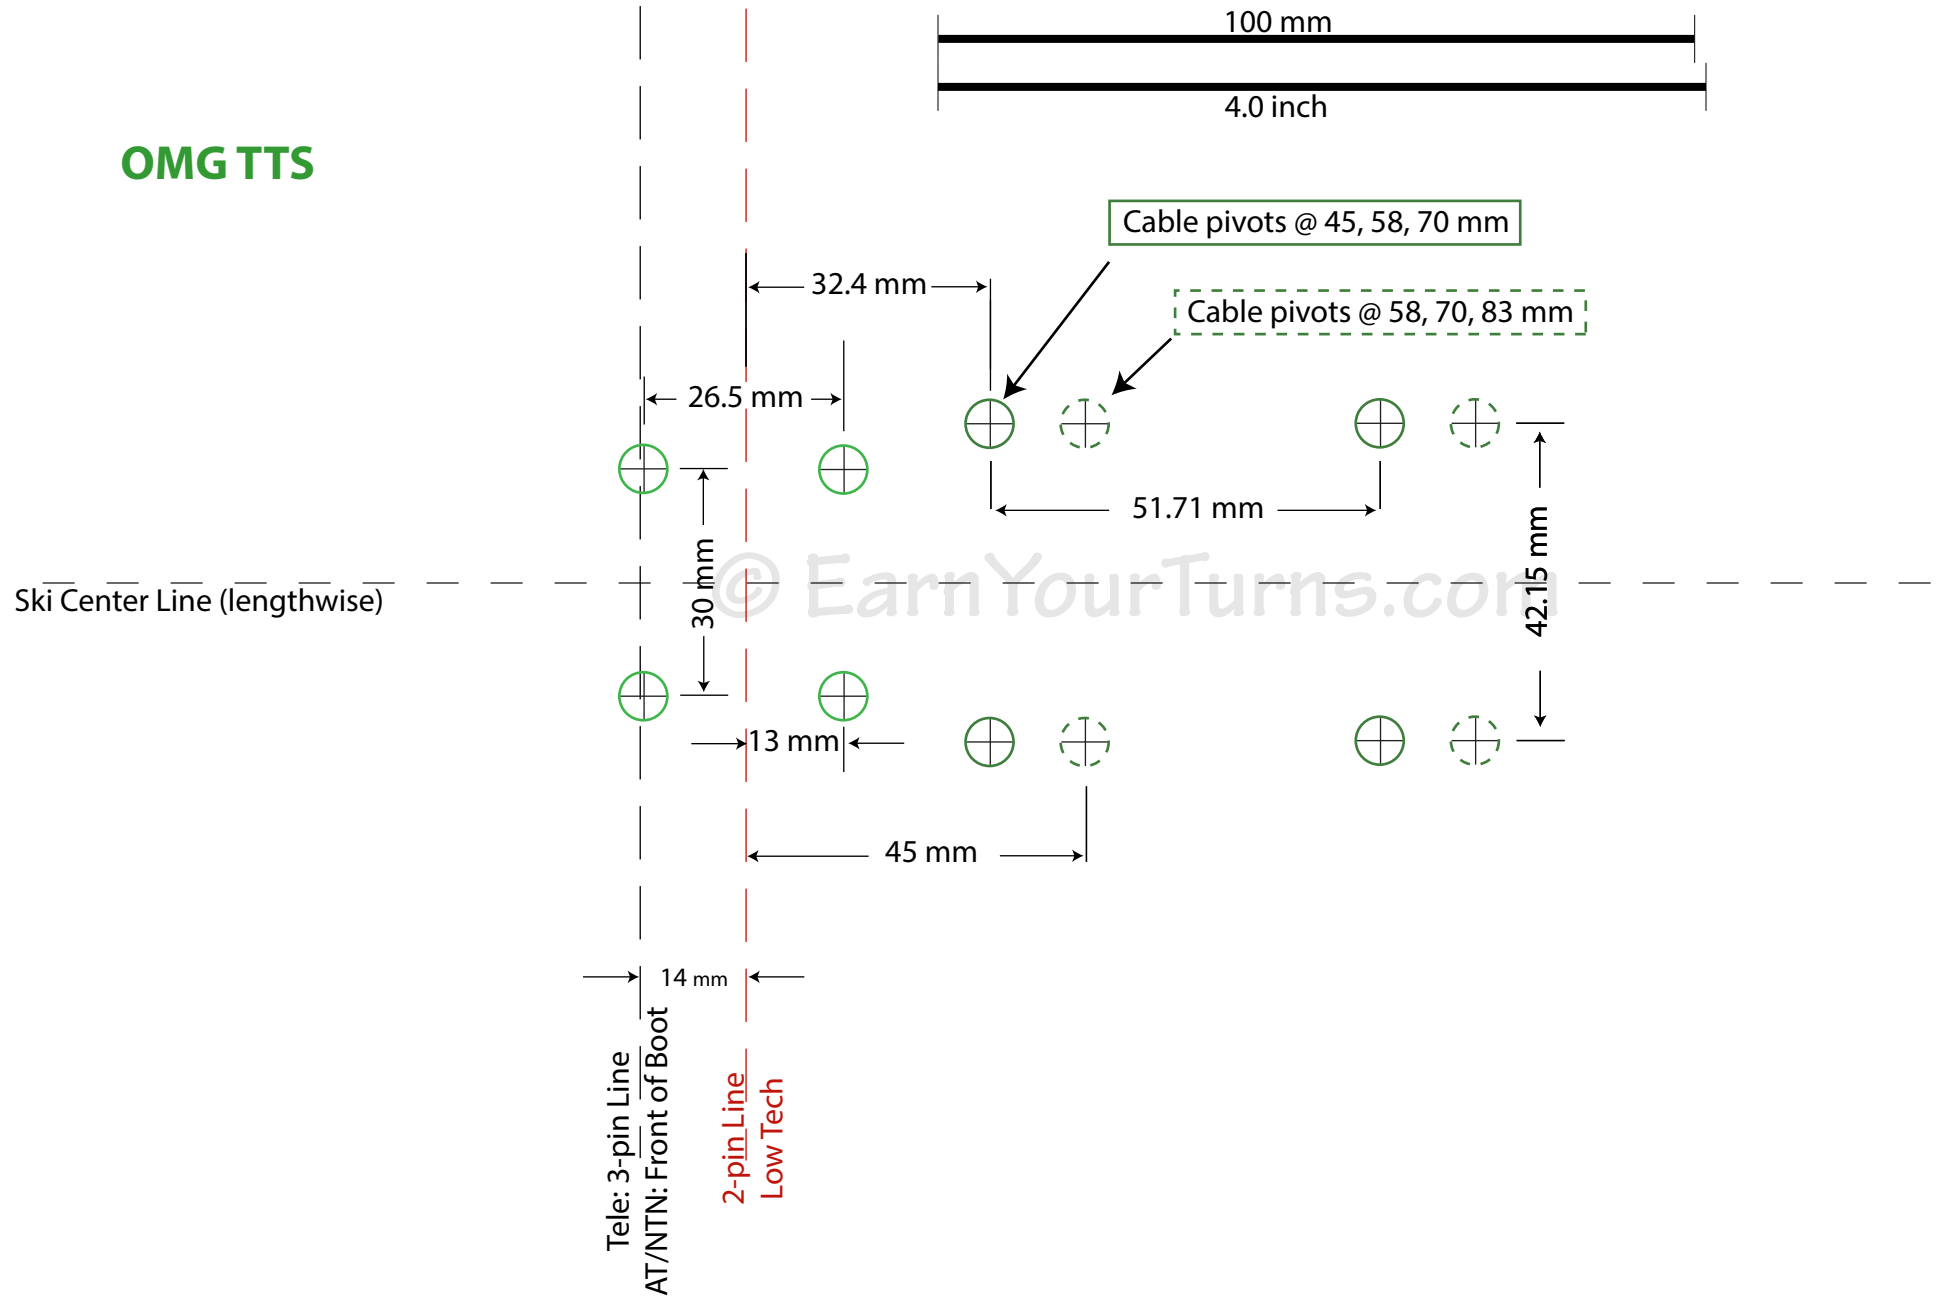 100 mm
4.0 inch
OMG TTS
Cable pivots @ 45, 58, 70 mm
32.4 mm
Cable pivots @ 58, 70, 83 mm
26.5 mm
51.71 mm
30 mm
42.15 mm
© EarnYourTurns.com
Ski Center Line (lengthwise)
13 mm
45 mm
14 mm
Tele: 3-pin Line
AT/NTN: Front of Boot
2-pin Line
Low Tech